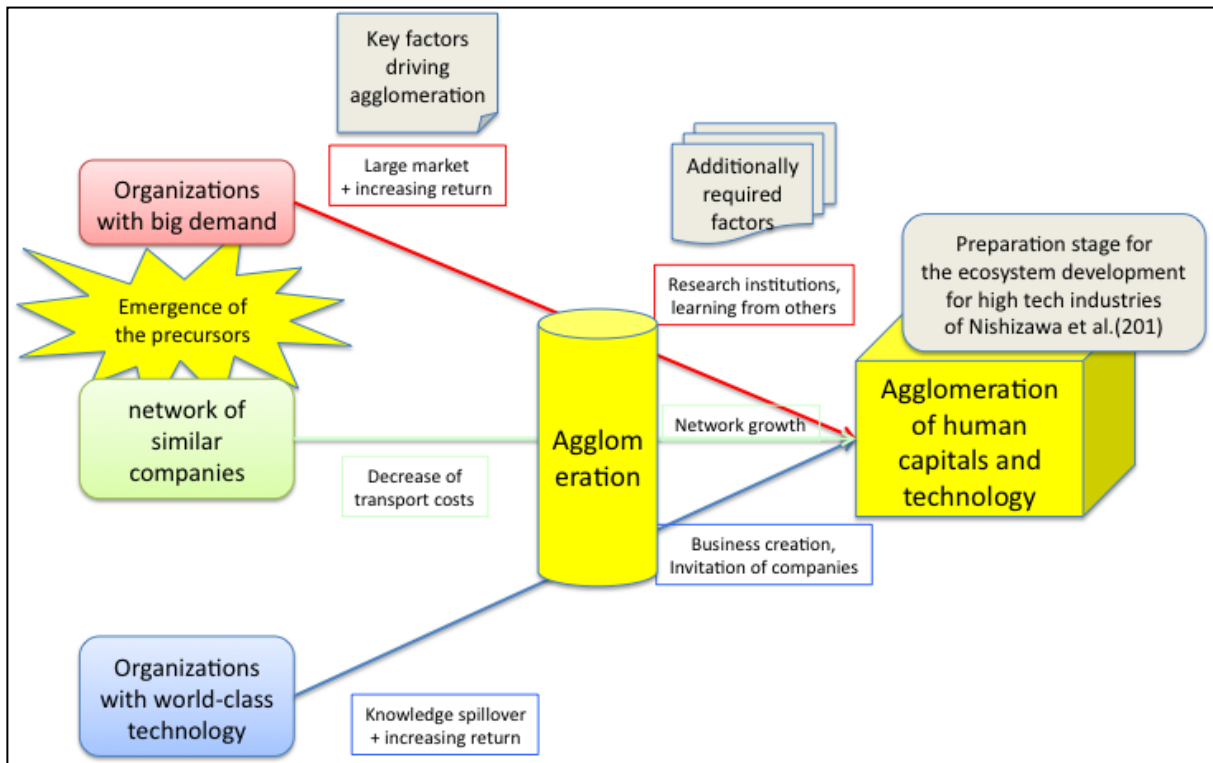 Key factors
driving
agglomeration
Large market
+ increasing return
Additionally
required
factors
Organizations
with big demand
Preparation stage for
the ecosystem development
for high tech industries
of Nishizawa et al.(201)
Emergence of
the precursors
Research institutions,
learning from others
network of
similar
companies
Agglom
eration
Network growth
Agglomeration
of human
capitals and
technology
Decrease of
transport costs
Business creation,
Invitation of companies
Organizations
with world-class
technology
Knowledge spillover
+ increasing return